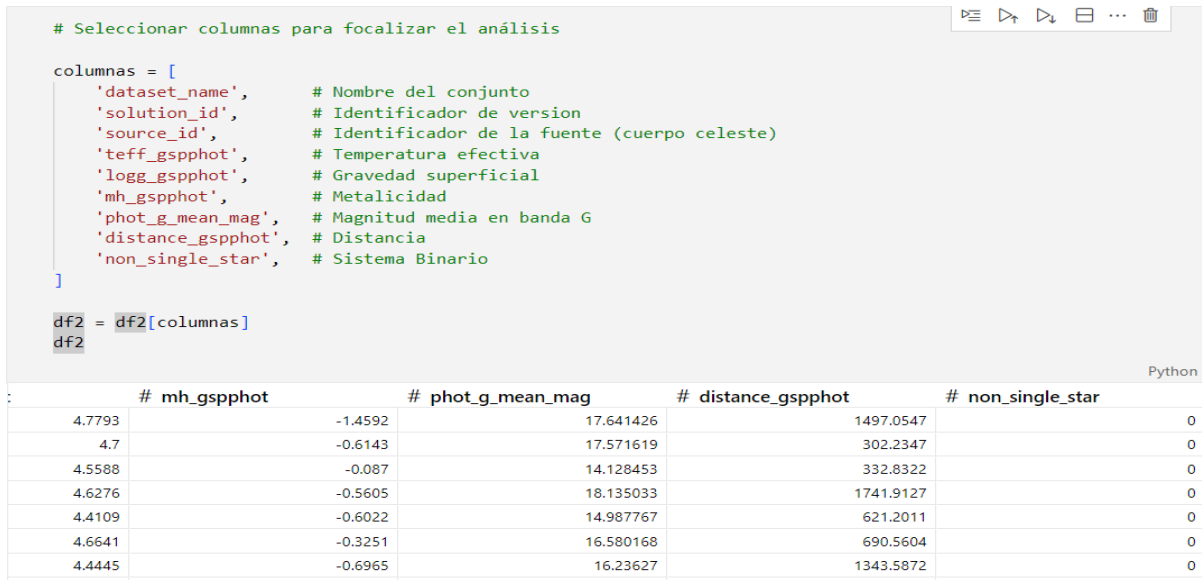 # Seleccionar columnas para focalizar el análisis
columnas = [
'dataset_name', # Nombre del conjunto
'solution_id', # Identificador de version
'source_id', # Identificador de la fuente (cuerpo celeste)
'teff_gspphot', # Temperatura efectiva
'logg_gspphot', # Gravedad superficial
'mh_gspphot', # Metalicidad
'phot_g_mean_mag', # Magnitud media en banda G
'distance_gspphot', # Distancia
'non_single_star', # Sistema Binario
]
df2 = df2[columnas]
df2
Python
# mh_gspphot # phot_g_mean_mag # distance_gspphot # non_single_star
4.7793 -1.4592 17.641426 1497.0547 0
4.7 -0.6143 17.571619 302.2347 0
4.5588 -0.087 14.128453 332.8322 0
4.6276 -0.5605 18.135033 1741.9127 0
4.4109 -0.6022 14.987767 621.2011 0
4.6641 -0.3251 16.580168 690.5604 0
4.4445 -0.6965 16.23627 1343.5872 0